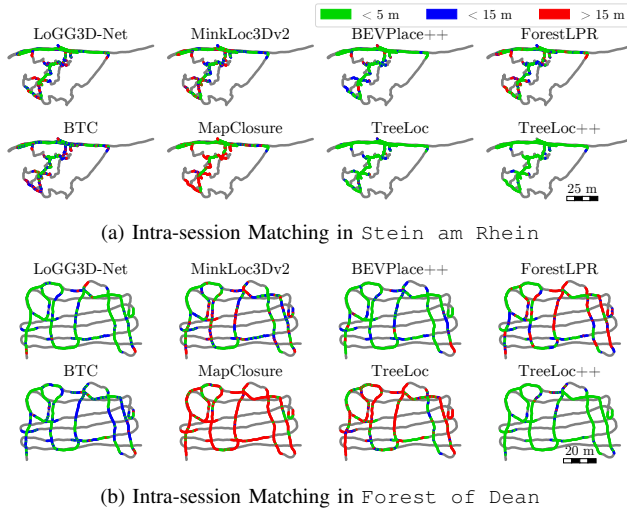 < 5 m < 15 m > 15 m
LoGG3D-Net MinkLoc3Dv2 BEVPlace++ ForestLPR
BTC MapClosure TreeLoc TreeLoc++
25 m
(a) Intra-session Matching in Stein am Rhein
LoGG3D-Net MinkLoc3Dv2 BEVPlace++ ForestLPR
BTC MapClosure TreeLoc TreeLoc++
20 m
(b) Intra-session Matching in Forest of Dean